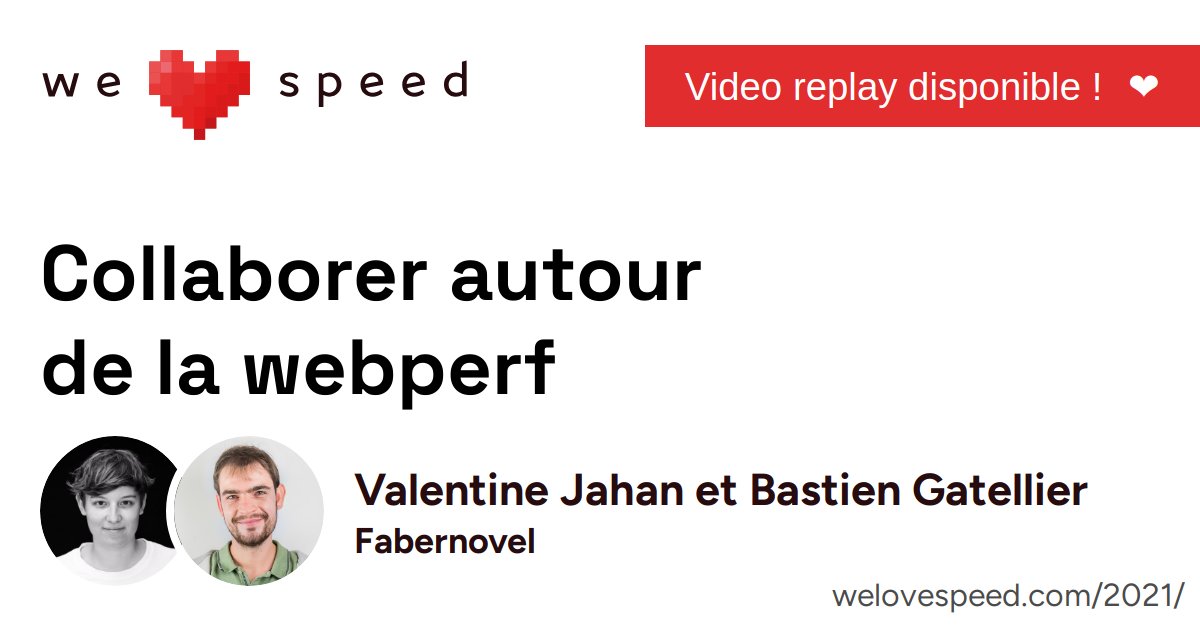 we speed
Video replay disponible ! ❤
Collaborer autour
de la webperf
Valentine Jahan et Bastien Gatellier
Fabernovel
welovespeed.com/2021/